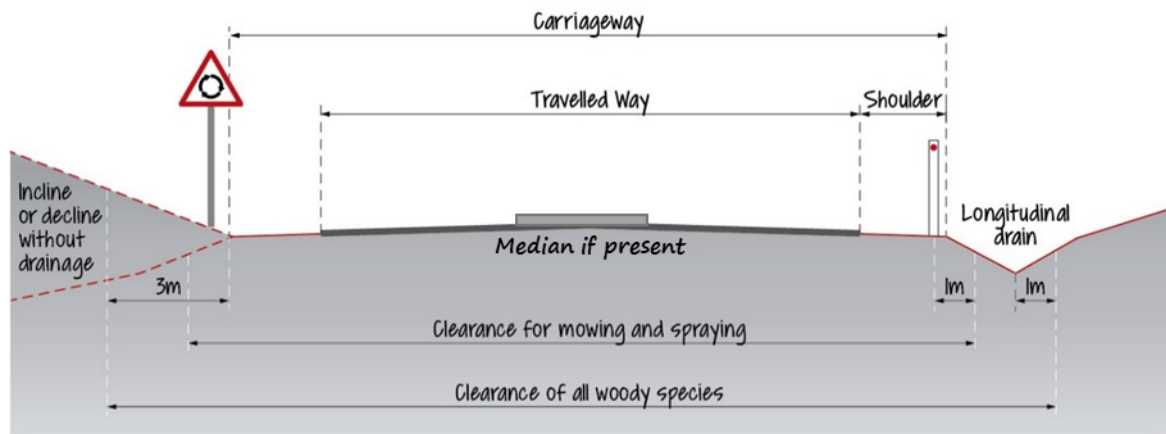 Carriageway
Travelled Way
Shoulder
Incline
or decline
without
drainage
Longitudinal
drain
Median if present
3m
1m
1m
Clearance for mowing and spraying
Clearance of all woody species